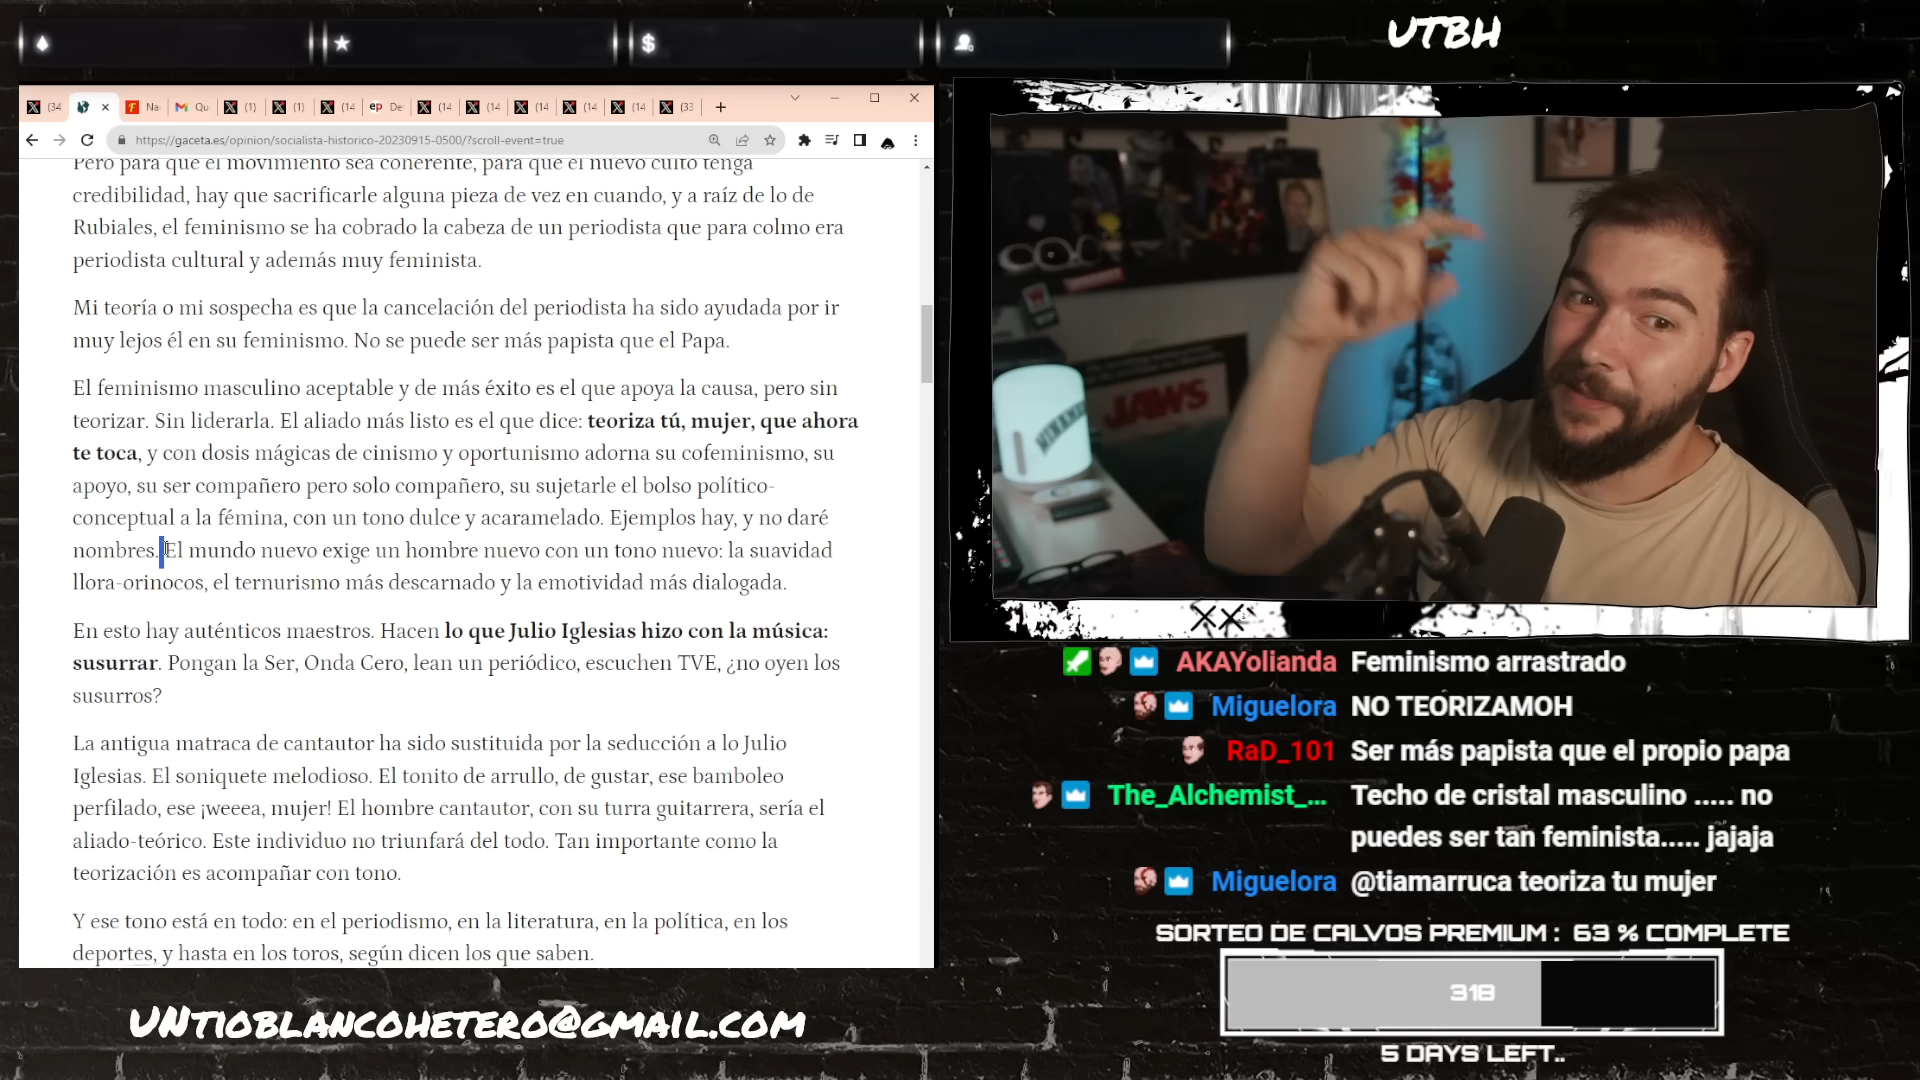 UTBH
$
(34
Na
Qu
(1)
(1)
(14
ep De
(14
(14
(14
(14
(14
(33
https://gaceta.es/opinion/socialista-historico-20230915-0500/?scroll-event=true
Pero para que el movimiento sea coherente, para que el nuevo culto tenga
credibilidad, hay que sacrificarle alguna pieza de vez en cuando, y a raíz de lo de
Rubiales, el feminismo se ha cobrado la cabeza de un periodista que para colmo era
periodista cultural y además muy feminista.
Mi teoría o mi sospecha es que la cancelación del periodista ha sido ayudada por ir
muy lejos él en su feminismo. No se puede ser más papista que el Papa.
El feminismo masculino aceptable y de más éxito es el que apoya la causa, pero sin
teorizar. Sin liderarla. El aliado más listo es el que dice: teoriza tú, mujer, que ahora
te toca, y con dosis mágicas de cinismo y oportunismo adorna su cofeminismo, su
apoyo, su ser compañero pero solo compañero, su sujetarle el bolso político-
conceptual a la fémina, con un tono dulce y acaramelado. Ejemplos hay, y no daré
nombres. El mundo nuevo exige un hombre nuevo con un tono nuevo: la suavidad
llora-orinocos, el ternurismo más descarnado y la emotividad más dialogada.
En esto hay auténticos maestros. Hacen lo que Julio Iglesias hizo con la música:
susurrar. Pongan la Ser, Onda Cero, lean un periódico, escuchen TVE, ¿no oyen los
susurros?
La antigua matraca de cantautor ha sido sustituida por la seducción a lo Julio
Iglesias. El soniquete melodioso. El tonito de arrullo, de gustar, ese bamboleo
perfilado, ese ¡weeea, mujer! El hombre cantautor, con su turra guitarrera, sería el
aliado-teórico. Este individuo no triunfará del todo. Tan importante como la
teorización es acompañar con tono.
Y ese tono está en todo: en el periodismo, en la literatura, en la política, en los
deportes, y hasta en los toros, según dicen los que saben.
JAWS
AKAYolianda Feminismo arrastrado
Miguelora NO TEORIZAMOH
RaD_101 Ser más papista que el propio papa
The_Alchemist_... Techo de cristal masculino ..... no
puedes ser tan feminista..... jajaja
Miguelora @tiamarruca teoriza tu mujer
SORTEO DE CALVOS PREMIUM : 63 % COMPLETE
318
5 DAYS LEFT..
UNtioblancohetero@gmail.com